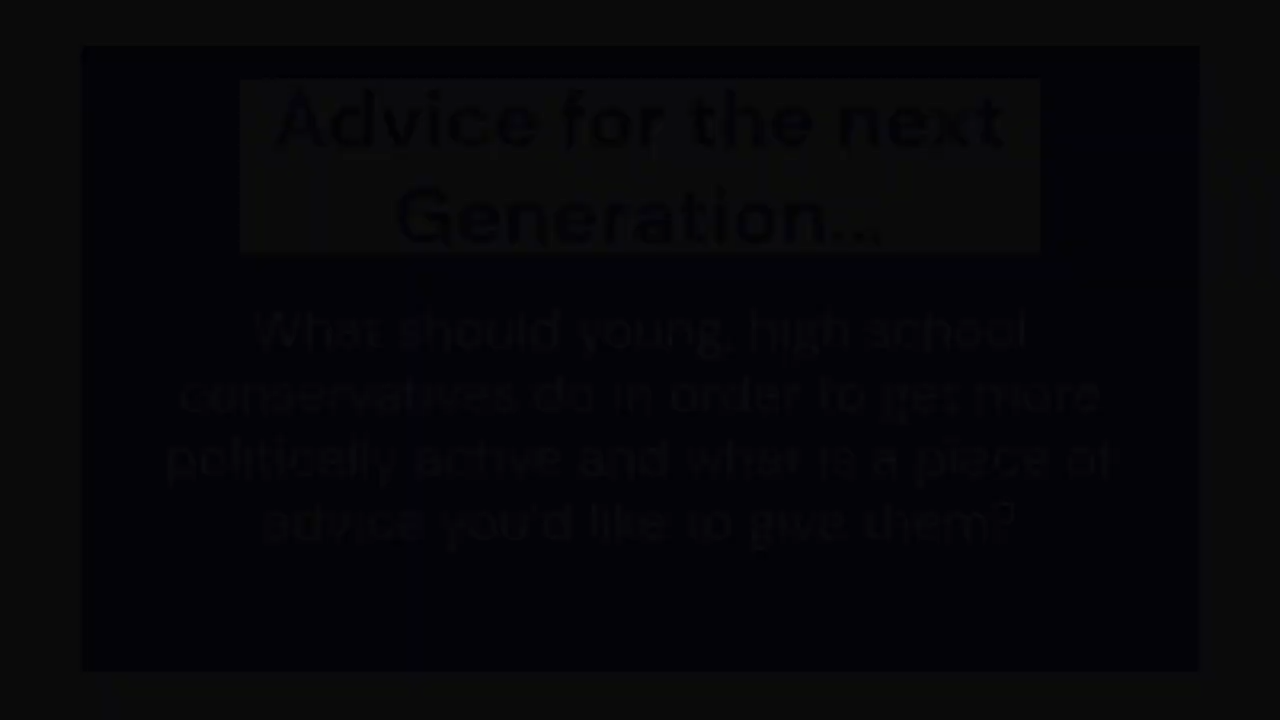 Advice for the next
Generation...
What should young, high school
conservatives do in order to get more
politically active and what is a piece of
advice you'd like to give them?